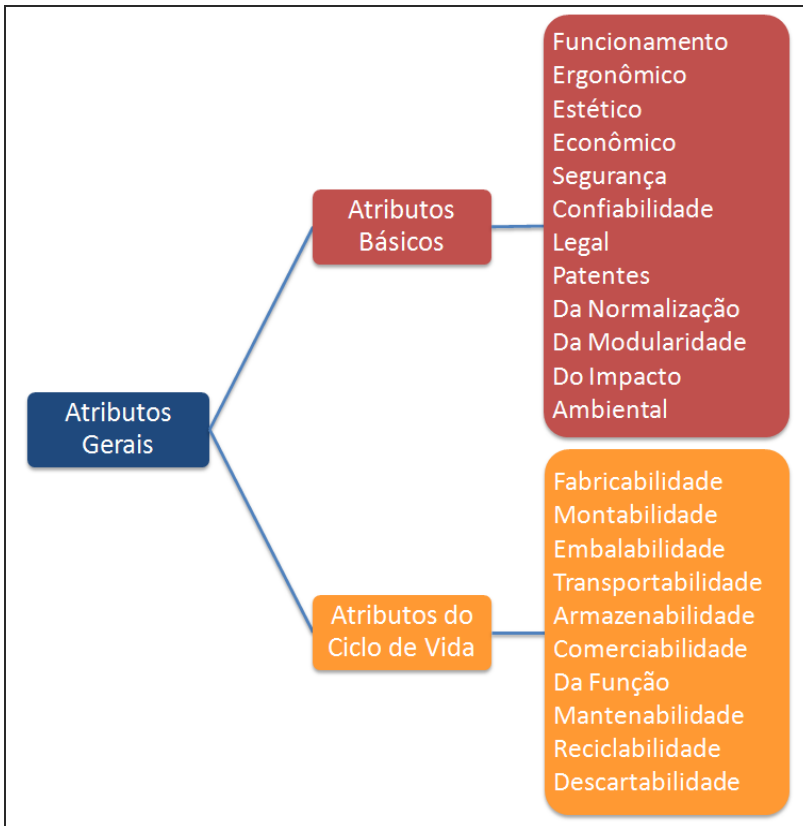 Atributos
Gerais
Atributos
Básicos
Funcionamento
Ergonômico
Estético
Econômico
Segurança
Confiabilidade
Legal
Patentes
Da Normalização
Da Modularidade
Do Impacto
Ambiental
Atributos do
Ciclo de Vida
Fabricabilidade
Montabilidade
Embalabilidade
Transportabilidade
Armazenabilidade
Comerciabilidade
Da Função
Mantenabilidade
Reciclabilidade
Descartabilidade